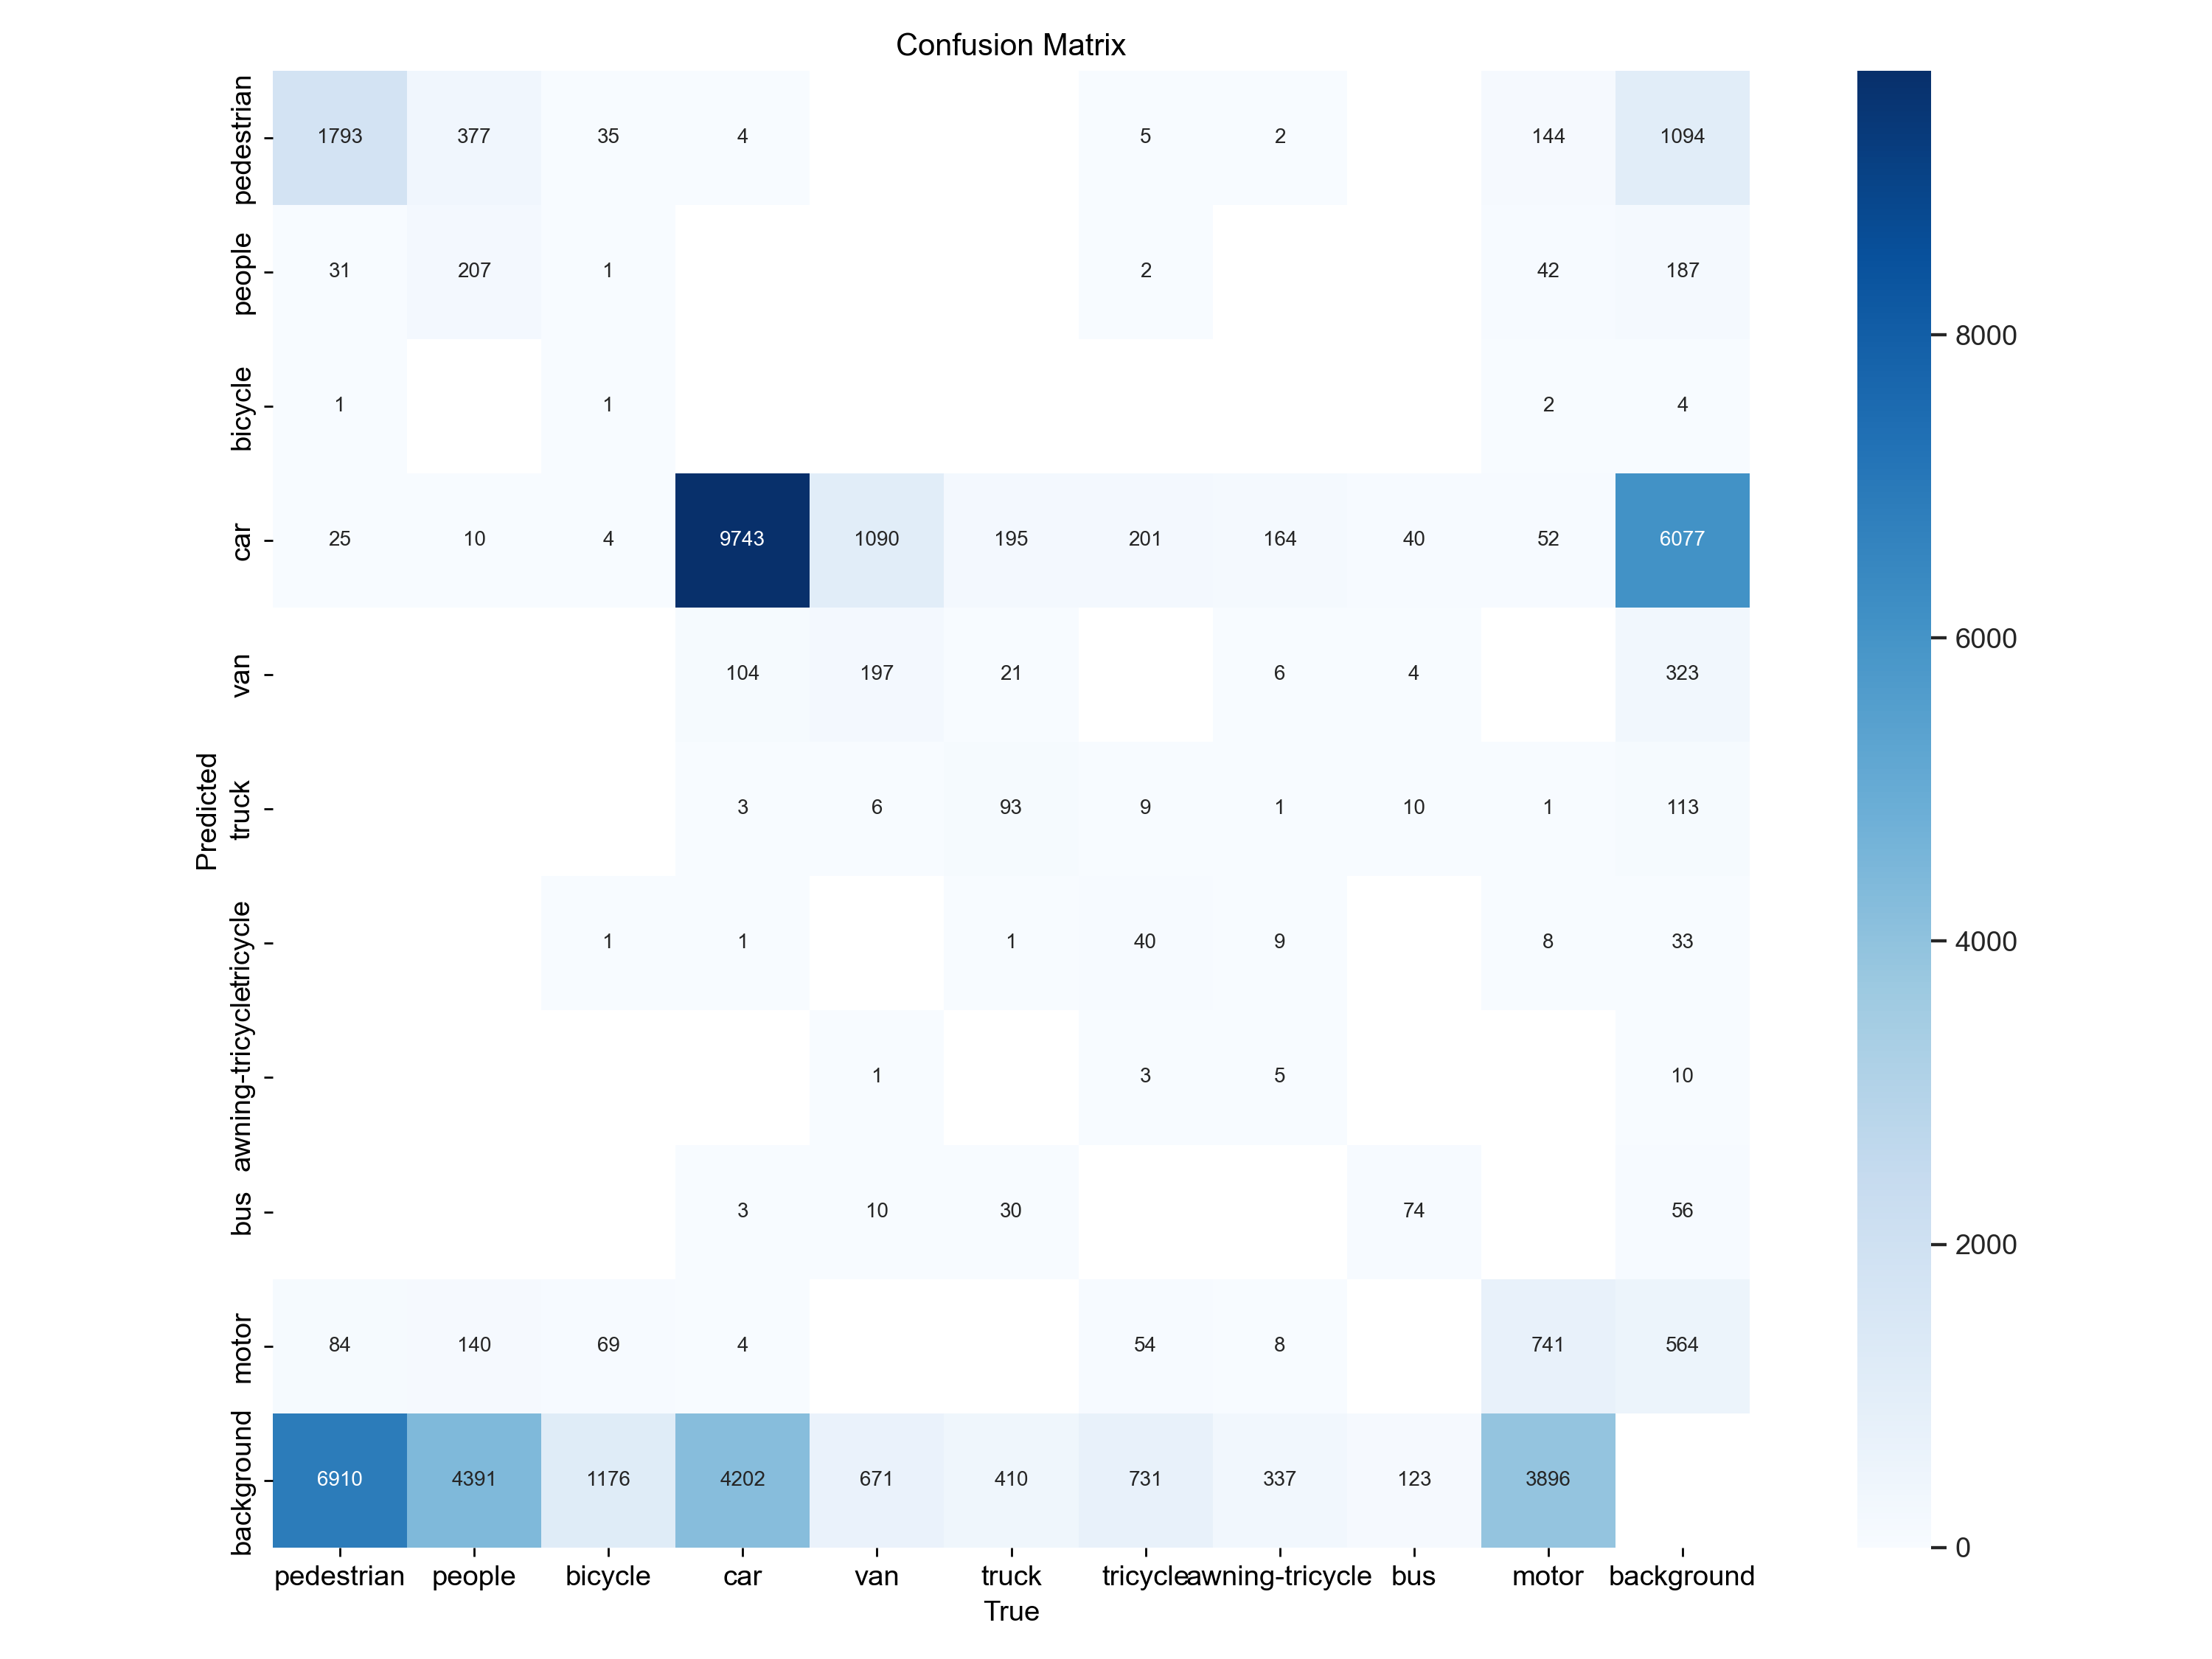 Confusion Matrix
pedestrian 1793 377 35 4 5 2 144 1094
people 31 207 1 2 42 187
bicycle 1 1 2 4
car 25 10 4 9743 1090 195 201 164 40 52 6077
van 104 197 21 6 4 323
truck 3 6 93 9 1 10 1 113
tricycle 1 1 1 40 9 8 33
awning-tricycle 1 3 5 10
bus 3 10 30 74 56
motor 84 140 69 4 54 8 741 564
background 6910 4391 1176 4202 671 410 731 337 123 3896
pedestrian people bicycle car van truck tricycle awning-tricycle bus motor background
True
Predicted
8000
6000
4000
2000
0